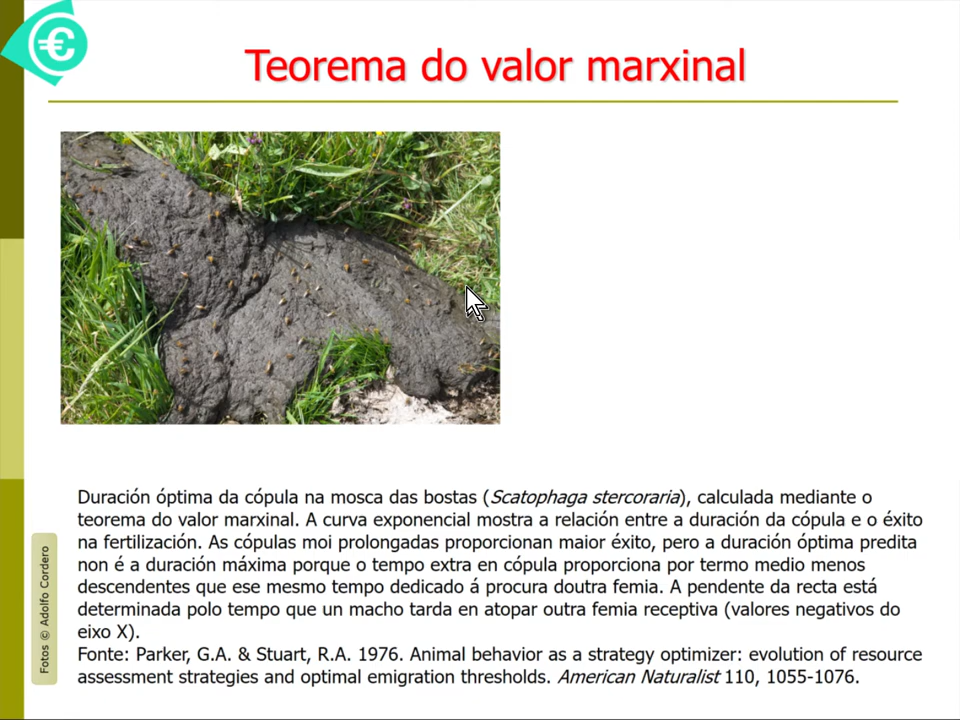 €
Teorema do valor marxinal
Duración óptima da cópula na mosca das bostas (Scatophaga stercoraria), calculada mediante o
teorema do valor marxinal. A curva exponencial mostra a relación entre a duración da cópula e o éxito
na fertilización. As cópulas moi prolongadas proporcionan maior éxito, pero a duración óptima predita
non é a duración máxima porque o tempo extra en cópula proporciona por termo medio menos
descendentes que ese mesmo tempo dedicado á procura doutra femia. A pendente da recta está
determinada polo tempo que un macho tarda en atopar outra femia receptiva (valores negativos do
eixo X).
Fonte: Parker, G.A. & Stuart, R.A. 1976. Animal behavior as a strategy optimizer: evolution of resource
assessment strategies and optimal emigration thresholds. American Naturalist 110, 1055-1076.
Fotos © Adolfo Cordero